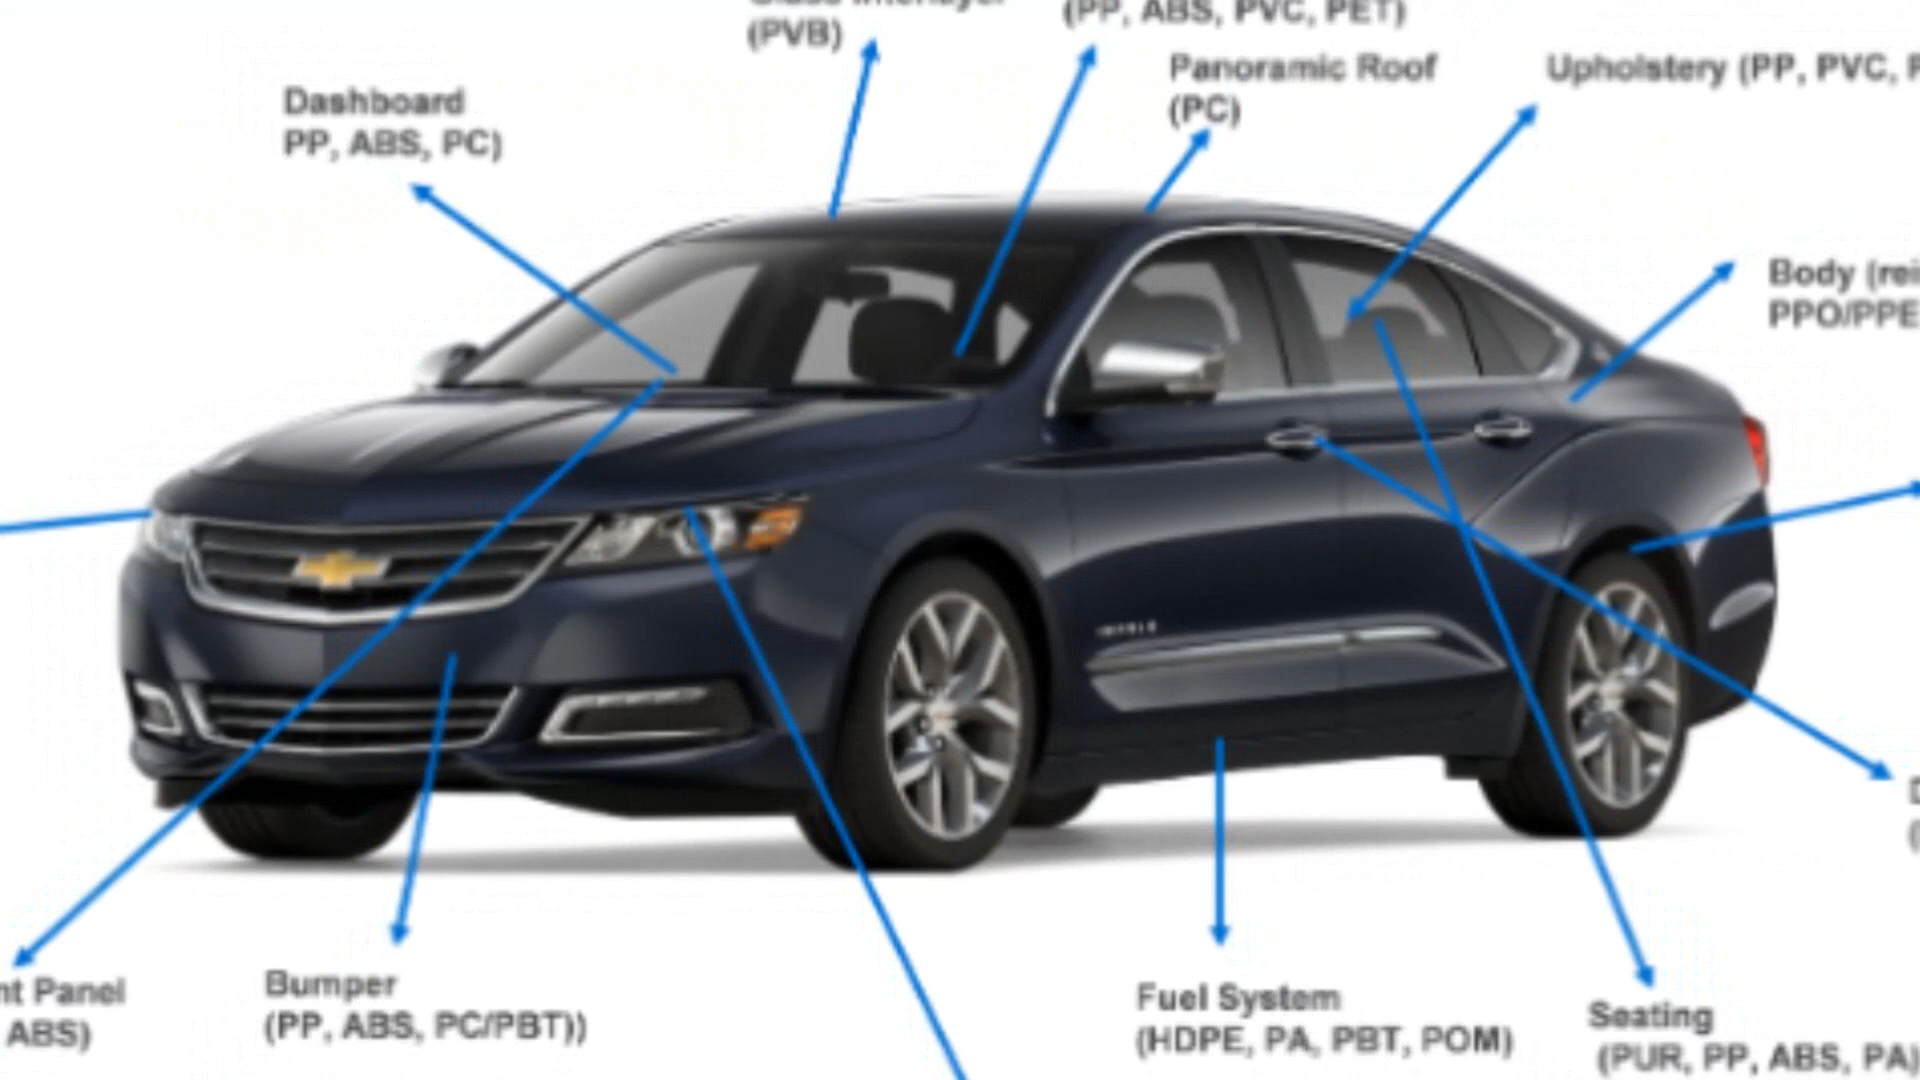 (PVB)
(PP, ABS, PVC, PET)
Panoramic Roof
(PC)
Upholstery (PP, PVC,
Dashboard
PP, ABS, PC)
Body
PPO/PPE
Panel
ABS)
Bumper
(PP, ABS, PC/PBT))
Fuel System
(HDPE, PA, PBT, POM)
Seating
(PUR, PP, ABS, PA)